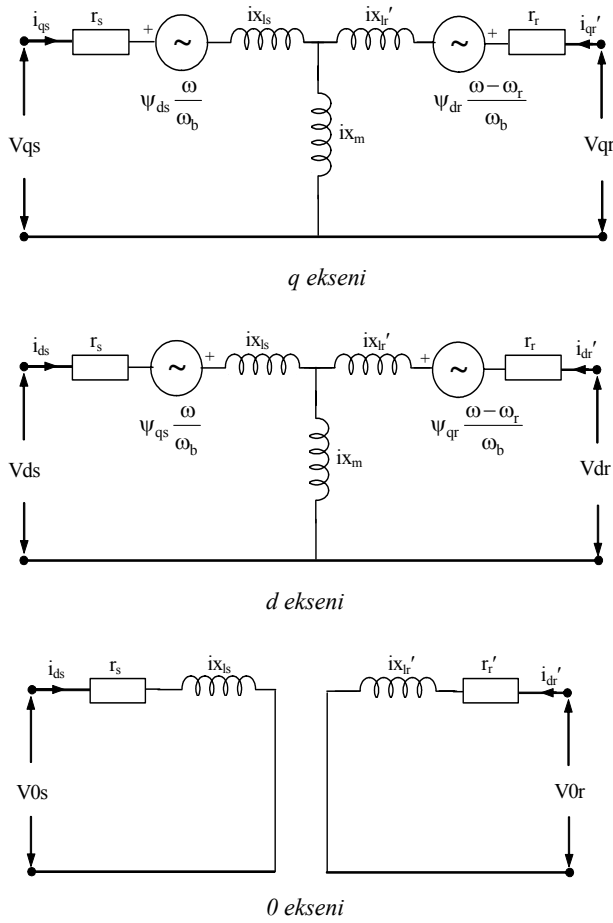 i_qs r_s + ~ ix_ls ix_lr′ ~ + r_r i_qr′
ψ_ds ω/ω_b ix_m ψ_dr (ω−ω_r)/ω_b
Vqs Vqr
q ekseni
i_ds r_s ~ + ix_ls ix_lr′ + ~ r_r i_dr′
ψ_qs ω/ω_b ix_m ψ_qr (ω−ω_r)/ω_b
Vds Vdr
d ekseni
i_ds r_s ix_ls ix_lr′ r_r′ i_dr′
V0s V0r
0 ekseni